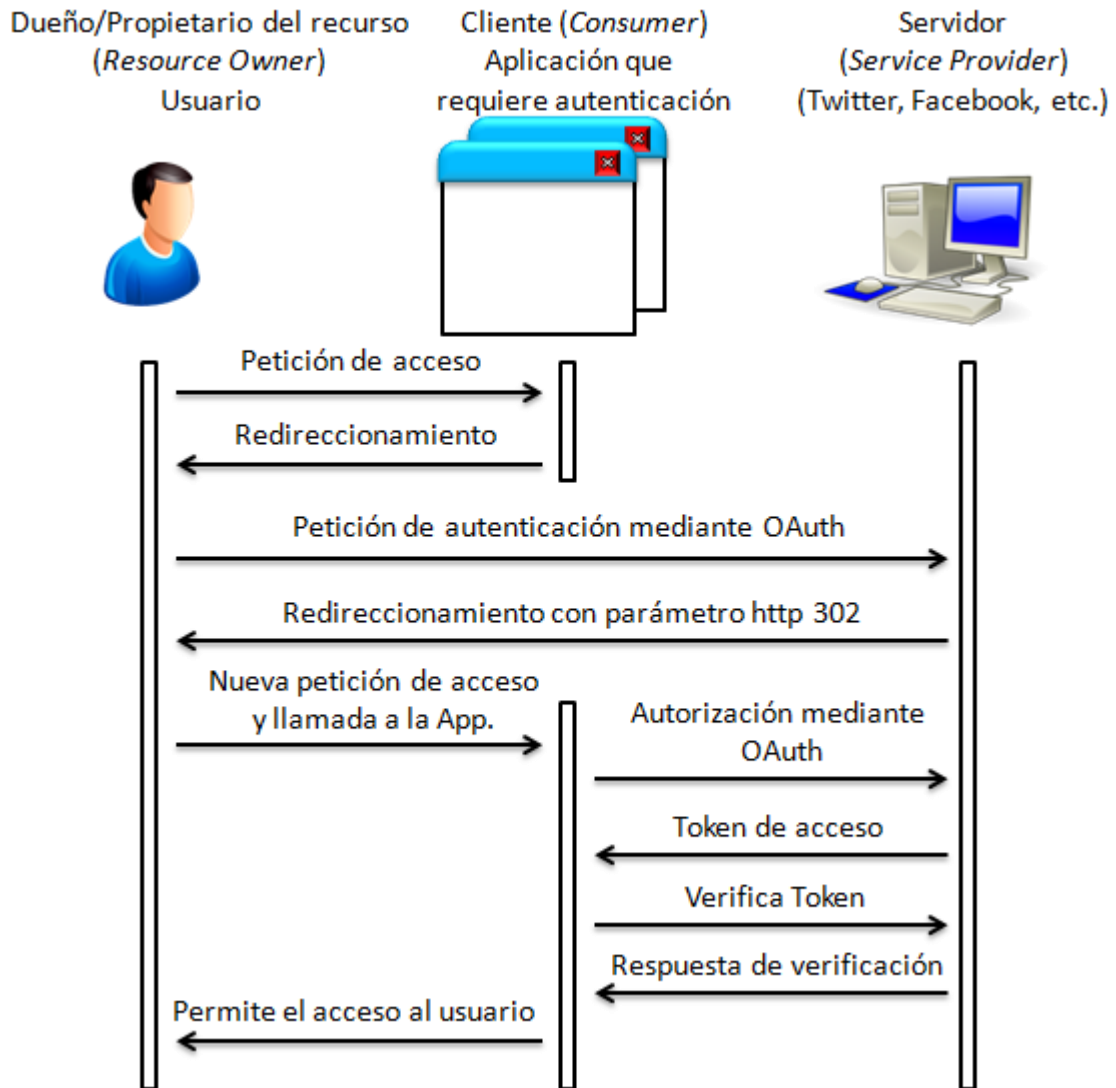 Dueño/Propietario del recurso
(Resource Owner)
Usuario
Cliente (Consumer)
Aplicación que
requiere autenticación
Servidor
(Service Provider)
(Twitter, Facebook, etc.)
Petición de acceso
Redireccionamiento
Petición de autenticación mediante OAuth
Redireccionamiento con parámetro http 302
Nueva petición de acceso
y llamada a la App.
Autorización mediante
OAuth
Token de acceso
Verifica Token
Respuesta de verificación
Permite el acceso al usuario